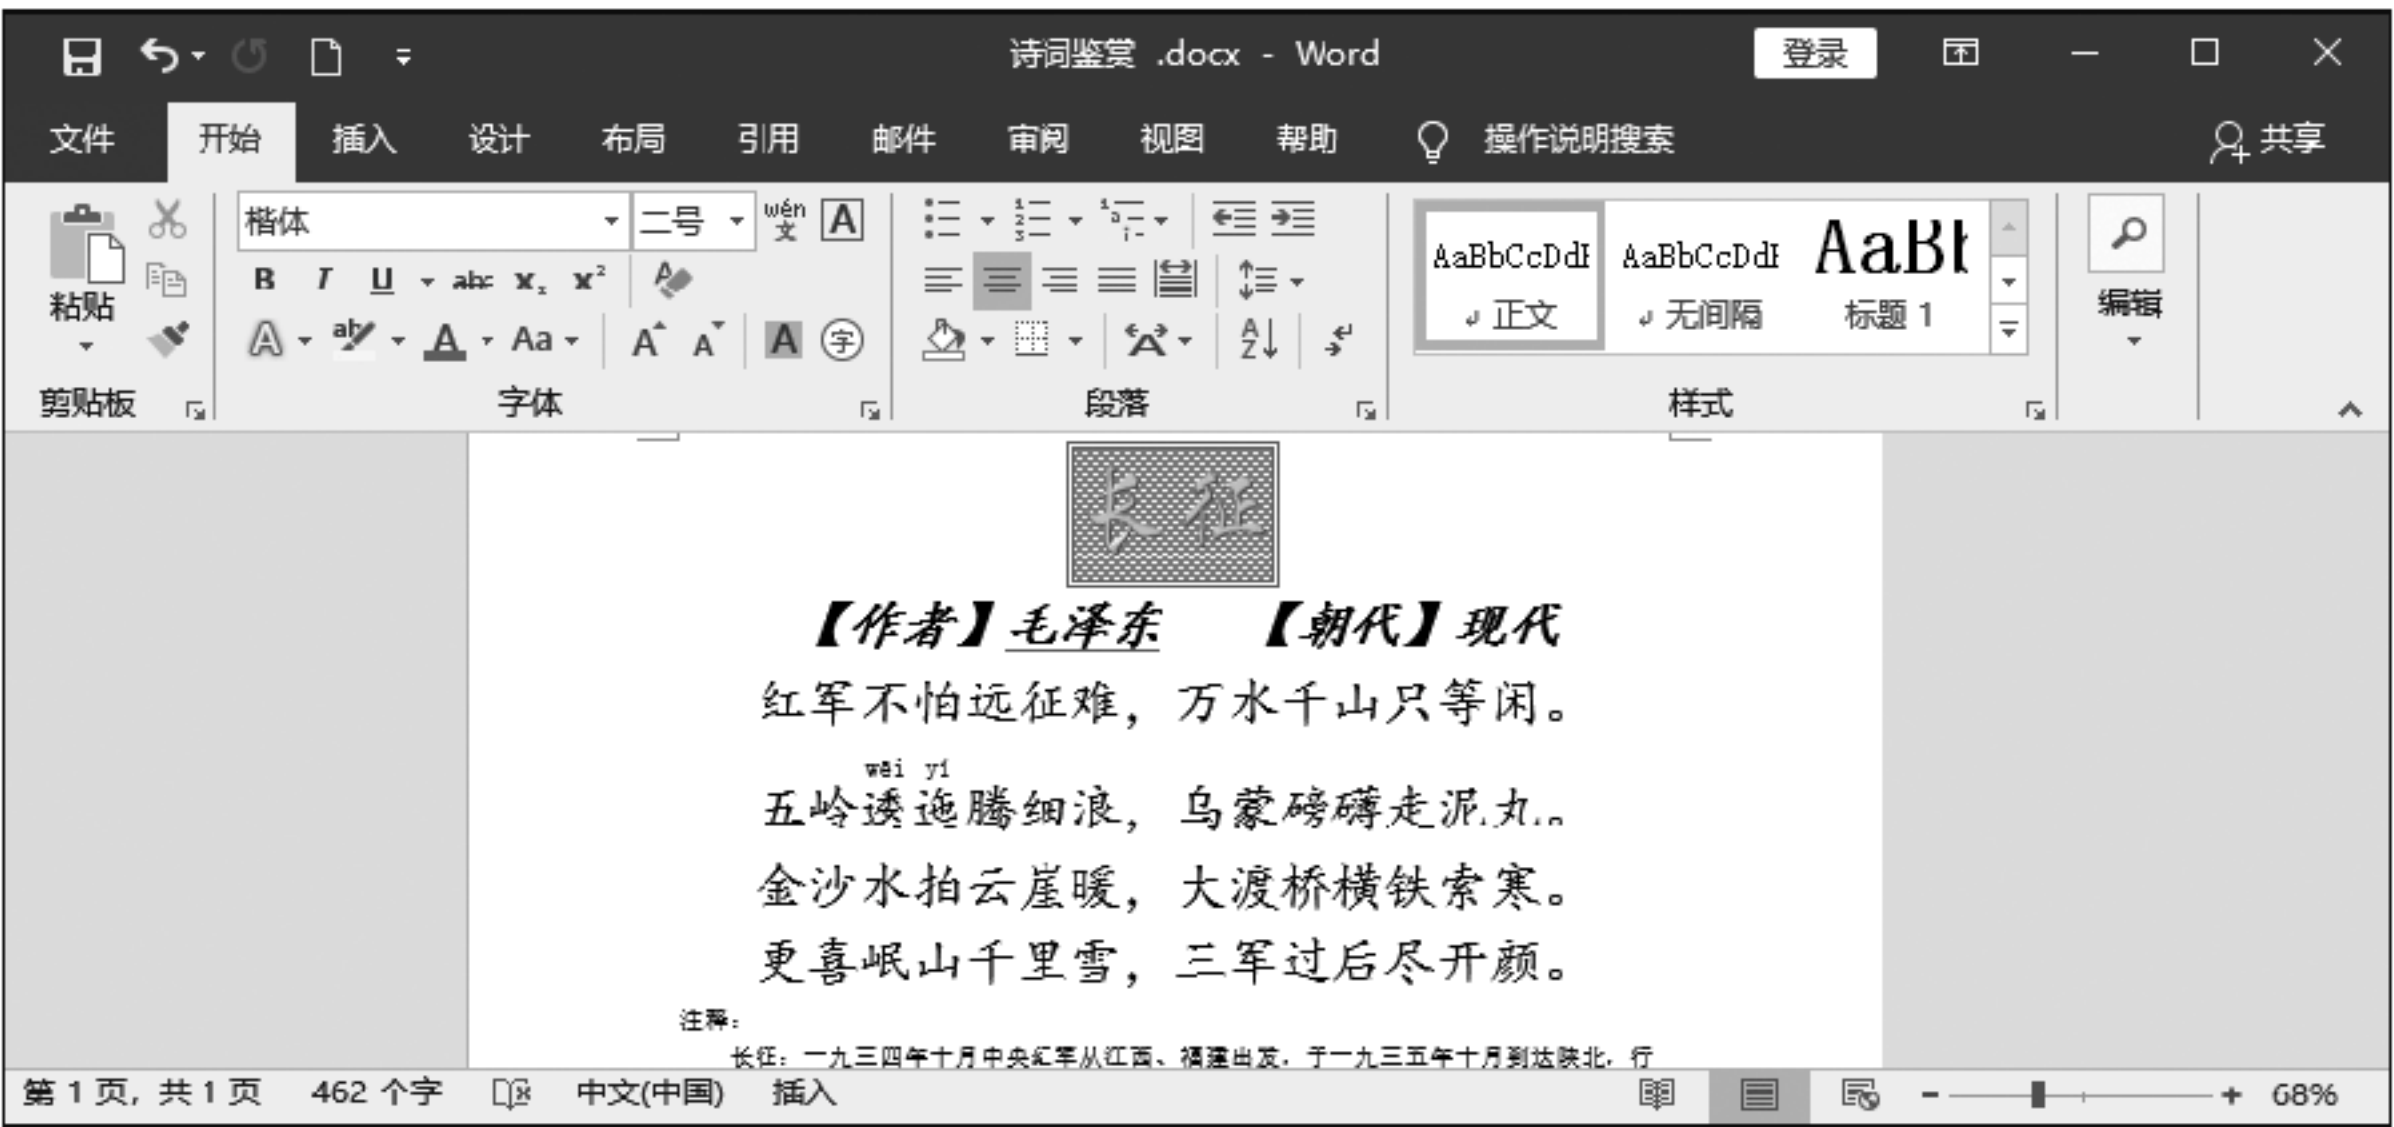 诗词鉴赏 .docx - Word 登录
文件 开始 插入 设计 布局 引用 邮件 审阅 视图 帮助 操作说明搜索 共享
楷体 二号 wén 文 A
B I U abc x₂ x²
粘贴
A ab A Aa A A A 字
AaBbCcDdE AaBbCcDdE AaBb
正文 无间隔 标题 1
编辑
剪贴板 字体 段落 样式
长 征
【作者】毛泽东 【朝代】现代
红军不怕远征难，万水千山只等闲。
wēi yí
五岭逶迤腾细浪，乌蒙磅礴走泥丸。
金沙水拍云崖暖，大渡桥横铁索寒。
更喜岷山千里雪，三军过后尽开颜。
注释：
长征：一九三四年十月中央红军从江西、福建出发，于一九三五年十月到达陕北，行
第 1 页，共 1 页 462 个字 中文(中国) 插入 68%